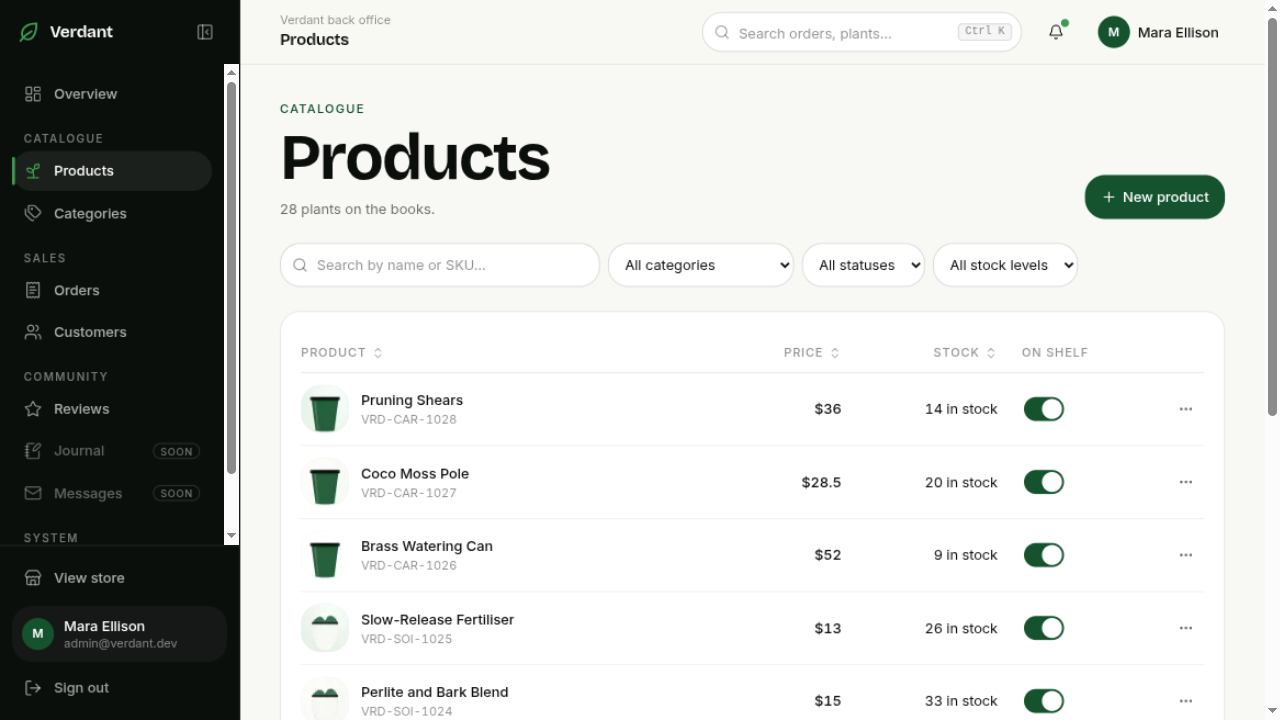 Verdant
Overview
CATALOGUE
Products
Categories
SALES
Orders
Customers
COMMUNITY
Reviews
Journal SOON
Messages SOON
SYSTEM
View store
M Mara Ellison
admin@verdant.dev
Sign out
Verdant back office
Products
Search orders, plants... Ctrl K
M Mara Ellison
CATALOGUE
Products
28 plants on the books.
+ New product
Search by name or SKU...
All categories
All statuses
All stock levels
PRODUCT PRICE STOCK ON SHELF
Pruning Shears
VRD-CAR-1028
$36 14 in stock
Coco Moss Pole
VRD-CAR-1027
$28.5 20 in stock
Brass Watering Can
VRD-CAR-1026
$52 9 in stock
Slow-Release Fertiliser
VRD-SOI-1025
$13 26 in stock
Perlite and Bark Blend
VRD-SOI-1024
$15 33 in stock